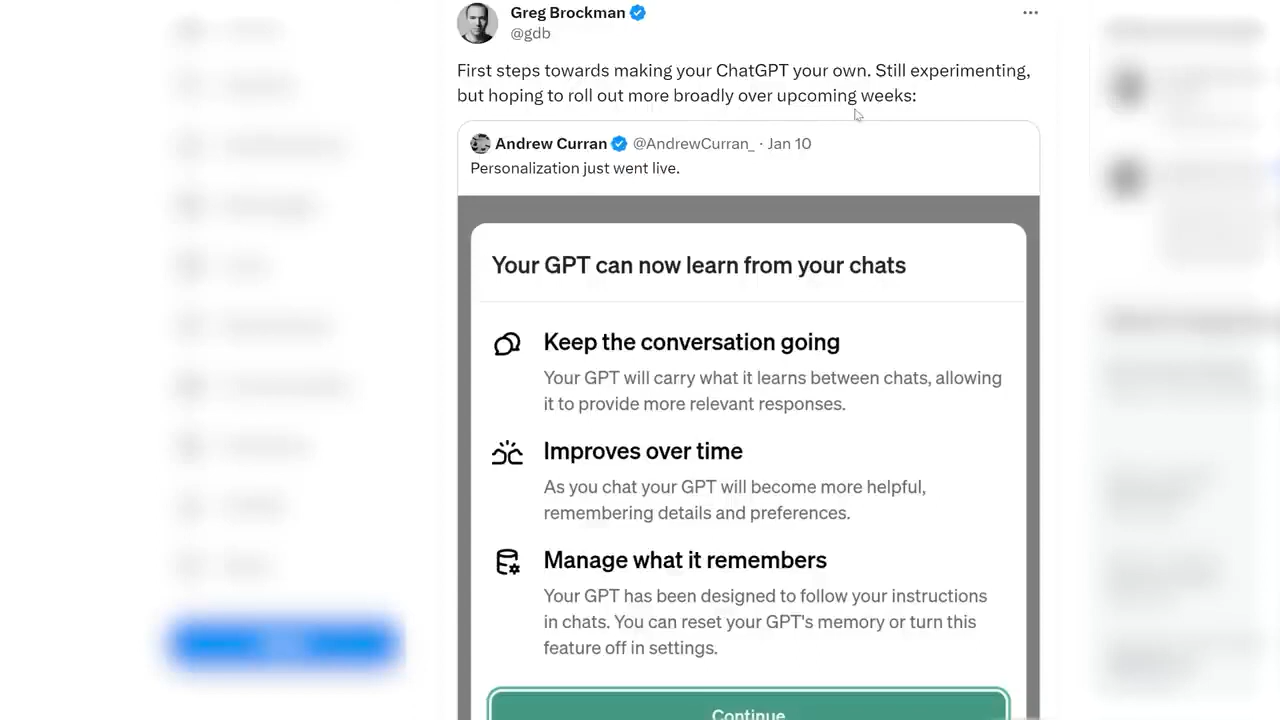 Greg Brockman
@gdb
First steps towards making your ChatGPT your own. Still experimenting,
but hoping to roll out more broadly over upcoming weeks:
Andrew Curran @AndrewCurran_ · Jan 10
Personalization just went live.
Your GPT can now learn from your chats
Keep the conversation going
Your GPT will carry what it learns between chats, allowing
it to provide more relevant responses.
Improves over time
As you chat your GPT will become more helpful,
remembering details and preferences.
Manage what it remembers
Your GPT has been designed to follow your instructions
in chats. You can reset your GPT's memory or turn this
feature off in settings.
Continue